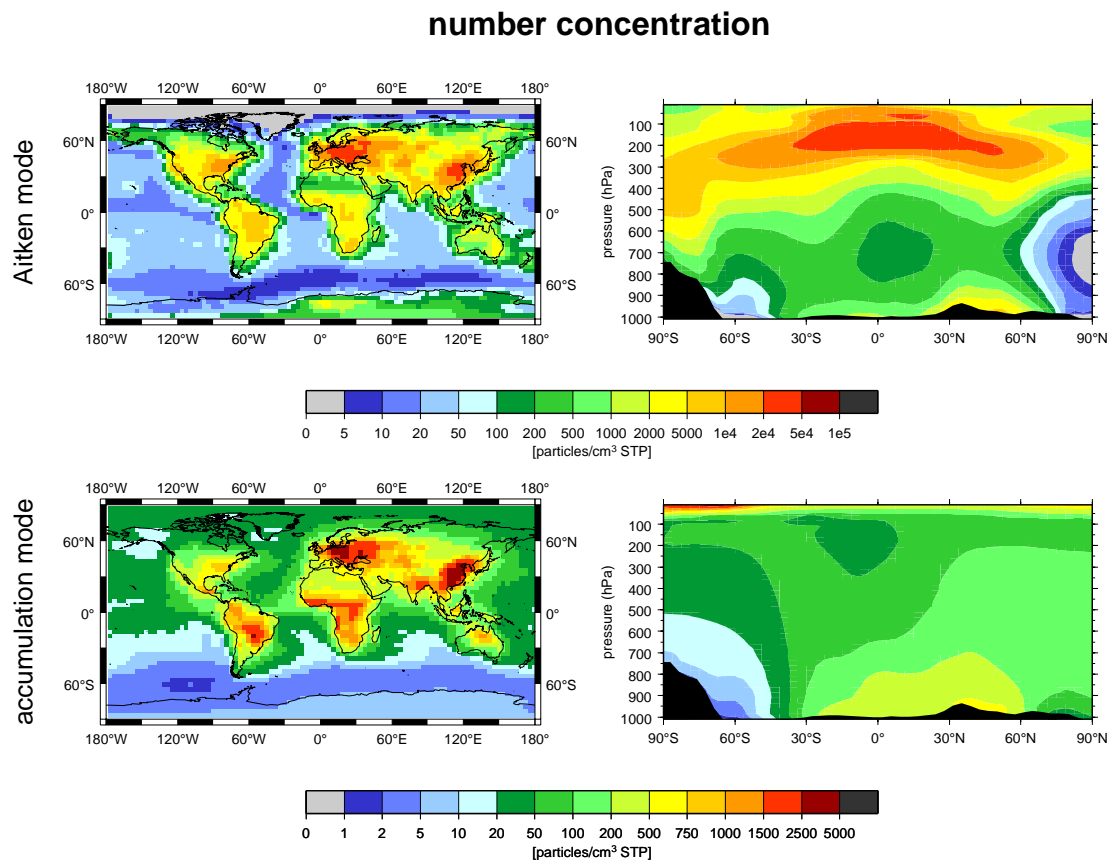 number concentration
180°W 120°W 60°W 0° 60°E 120°E 180°
60°N 60°N
0° 0°
60°S 60°S
180°W 120°W 60°W 0° 60°E 120°E 180°
Aitken mode
100
200
300
400
500
600
700
800
900
1000
pressure (hPa)
90°S 60°S 30°S 0° 30°N 60°N 90°N
0 5 10 20 50 100 200 500 1000 2000 5000 1e4 2e4 5e4 1e5
[particles/cm³ STP]
180°W 120°W 60°W 0° 60°E 120°E 180°
60°N 60°N
0° 0°
60°S 60°S
180°W 120°W 60°W 0° 60°E 120°E 180°
accumulation mode
100
200
300
400
500
600
700
800
900
1000
pressure (hPa)
90°S 60°S 30°S 0° 30°N 60°N 90°N
0 1 2 5 10 20 50 100 200 500 750 1000 1500 2500 5000
[particles/cm³ STP]